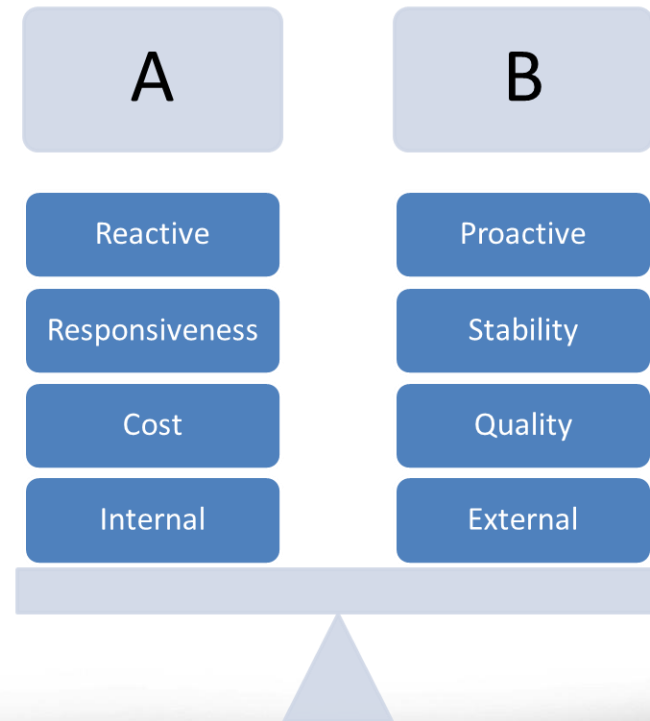 A
B
Reactive
Proactive
Responsiveness
Stability
Cost
Quality
Internal
External